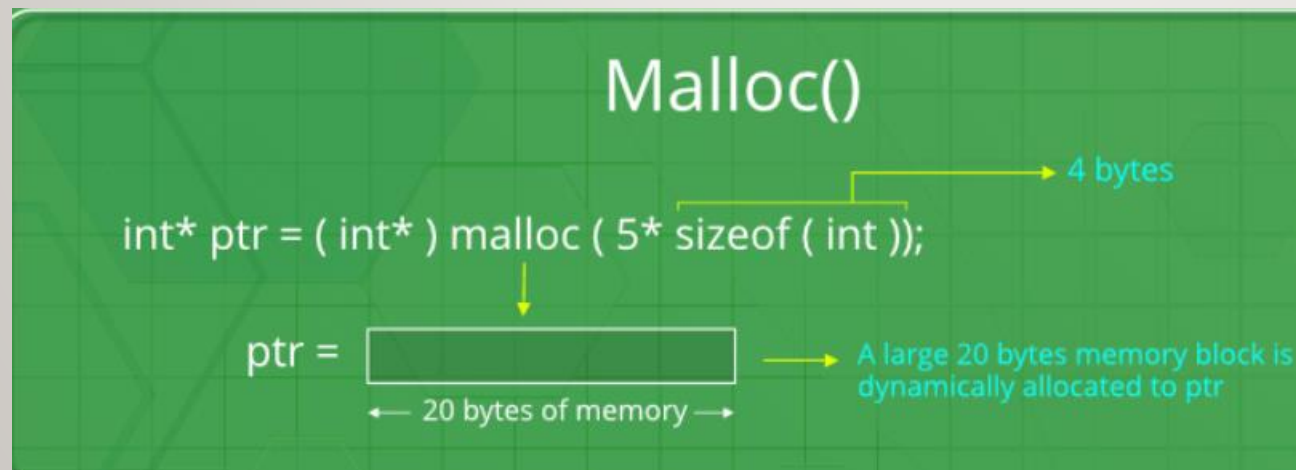 Malloc()
4 bytes
int* ptr = ( int* ) malloc ( 5* sizeof ( int ));
ptr =
A large 20 bytes memory block is
dynamically allocated to ptr
20 bytes of memory